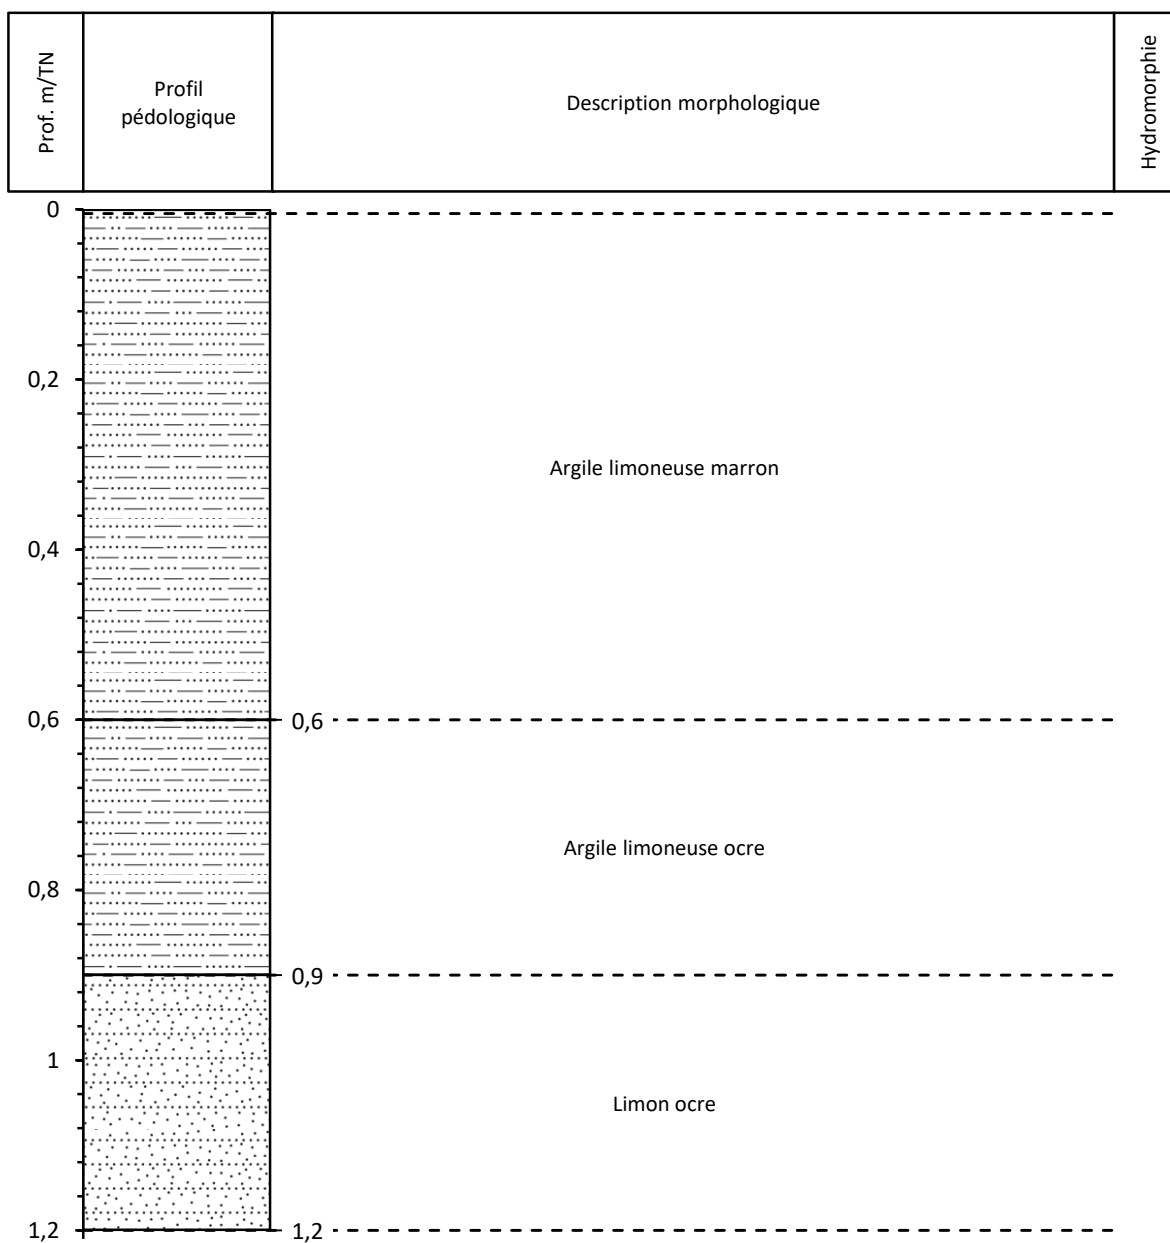 Prof. m/TN
Profil
pédologique
Description morphologique
Hydromorphie
0
0,2
Argile limoneuse marron
0,4
0,6
0,6
Argile limoneuse ocre
0,8
0,9
1
Limon ocre
1,2
1,2